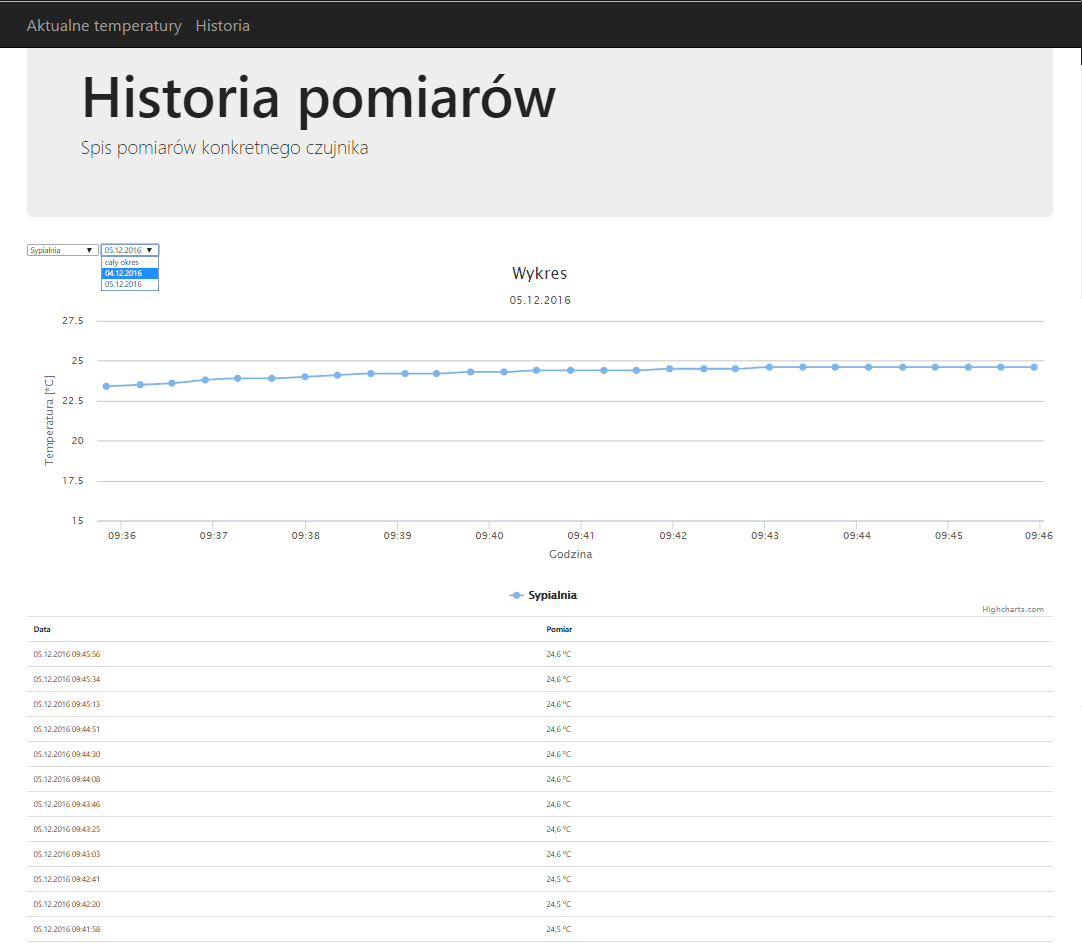 Aktualne temperatury Historia
Historia pomiarów
Spis pomiarów konkretnego czujnika
Sypialnia 05.12.2016
cały okres
04.12.2016
05.12.2016
Wykres
05.12.2016
27.5
25
22.5
20
17.5
15
Temperatura [*C]
09:36 09:37 09:38 09:39 09:40 09:41 09:42 09:43 09:44 09:45 09:46
Godzina
Sypialnia
Highcharts.com
Data Pomiar
05.12.2016 09:45:56 24,6 °C
05.12.2016 09:45:34 24,6 °C
05.12.2016 09:45:13 24,6 °C
05.12.2016 09:44:51 24,6 °C
05.12.2016 09:44:30 24,6 °C
05.12.2016 09:44:08 24,6 °C
05.12.2016 09:43:46 24,6 °C
05.12.2016 09:43:25 24,6 °C
05.12.2016 09:43:03 24,6 °C
05.12.2016 09:42:41 24,5 °C
05.12.2016 09:42:20 24,5 °C
05.12.2016 09:41:58 24,5 °C